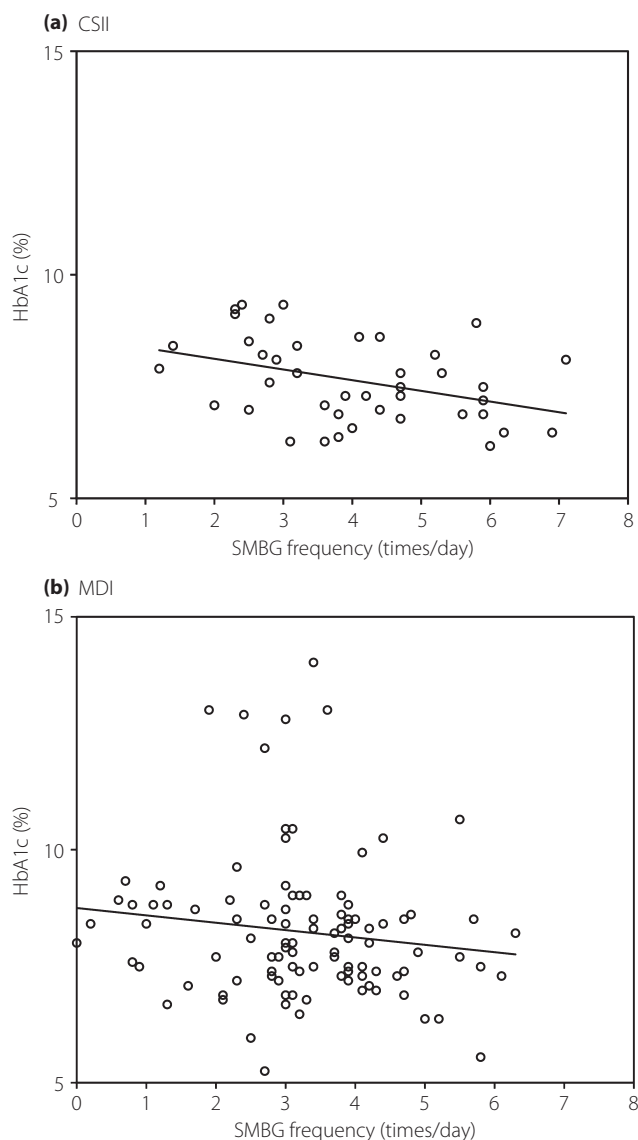 (a) CSII
15
10
5
HbA1c (%)
0 1 2 3 4 5 6 7 8
SMBG frequency (times/day)
(b) MDI
15
10
5
HbA1c (%)
0 1 2 3 4 5 6 7 8
SMBG frequency (times/day)